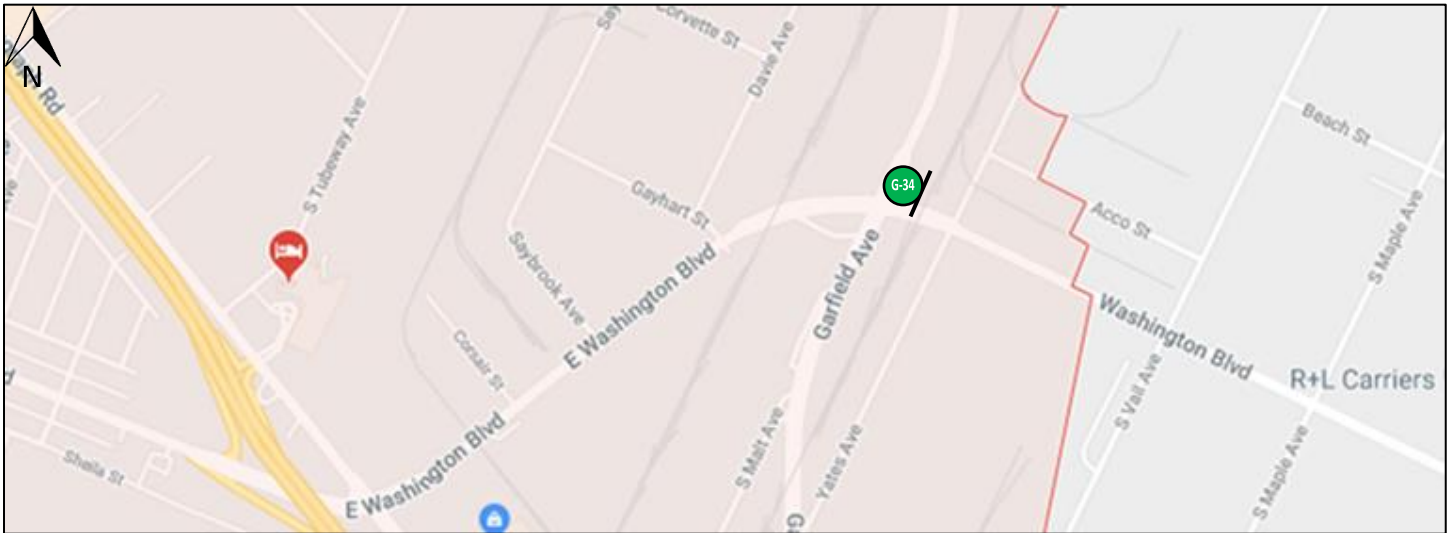 Corvette St
Davie Ave
N
Rd
S Tubeway Ave
Beach St
G-34
Gayhart St
Acco St
S Maple Ave
Saybrook Ave
E Washington Blvd
Garfield Ave
Washington Blvd
Corsair St
R+L Carriers
S Vail Ave
S Malt Ave
Yates Ave
Sheila St
E Washington Blvd
S Maple Ave